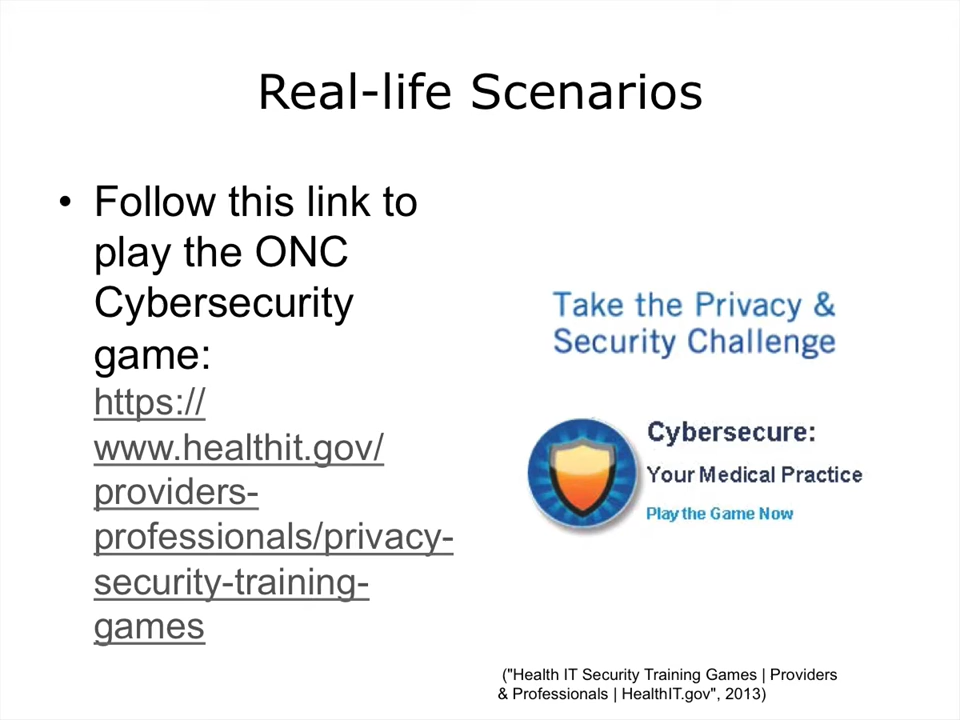 Real-life Scenarios
• Follow this link to
play the ONC
Cybersecurity
game:
https://
www.healthit.gov/
providers-
professionals/privacy-
security-training-
games
Take the Privacy &
Security Challenge
Cybersecure:
Your Medical Practice
Play the Game Now
("Health IT Security Training Games | Providers
& Professionals | HealthIT.gov", 2013)